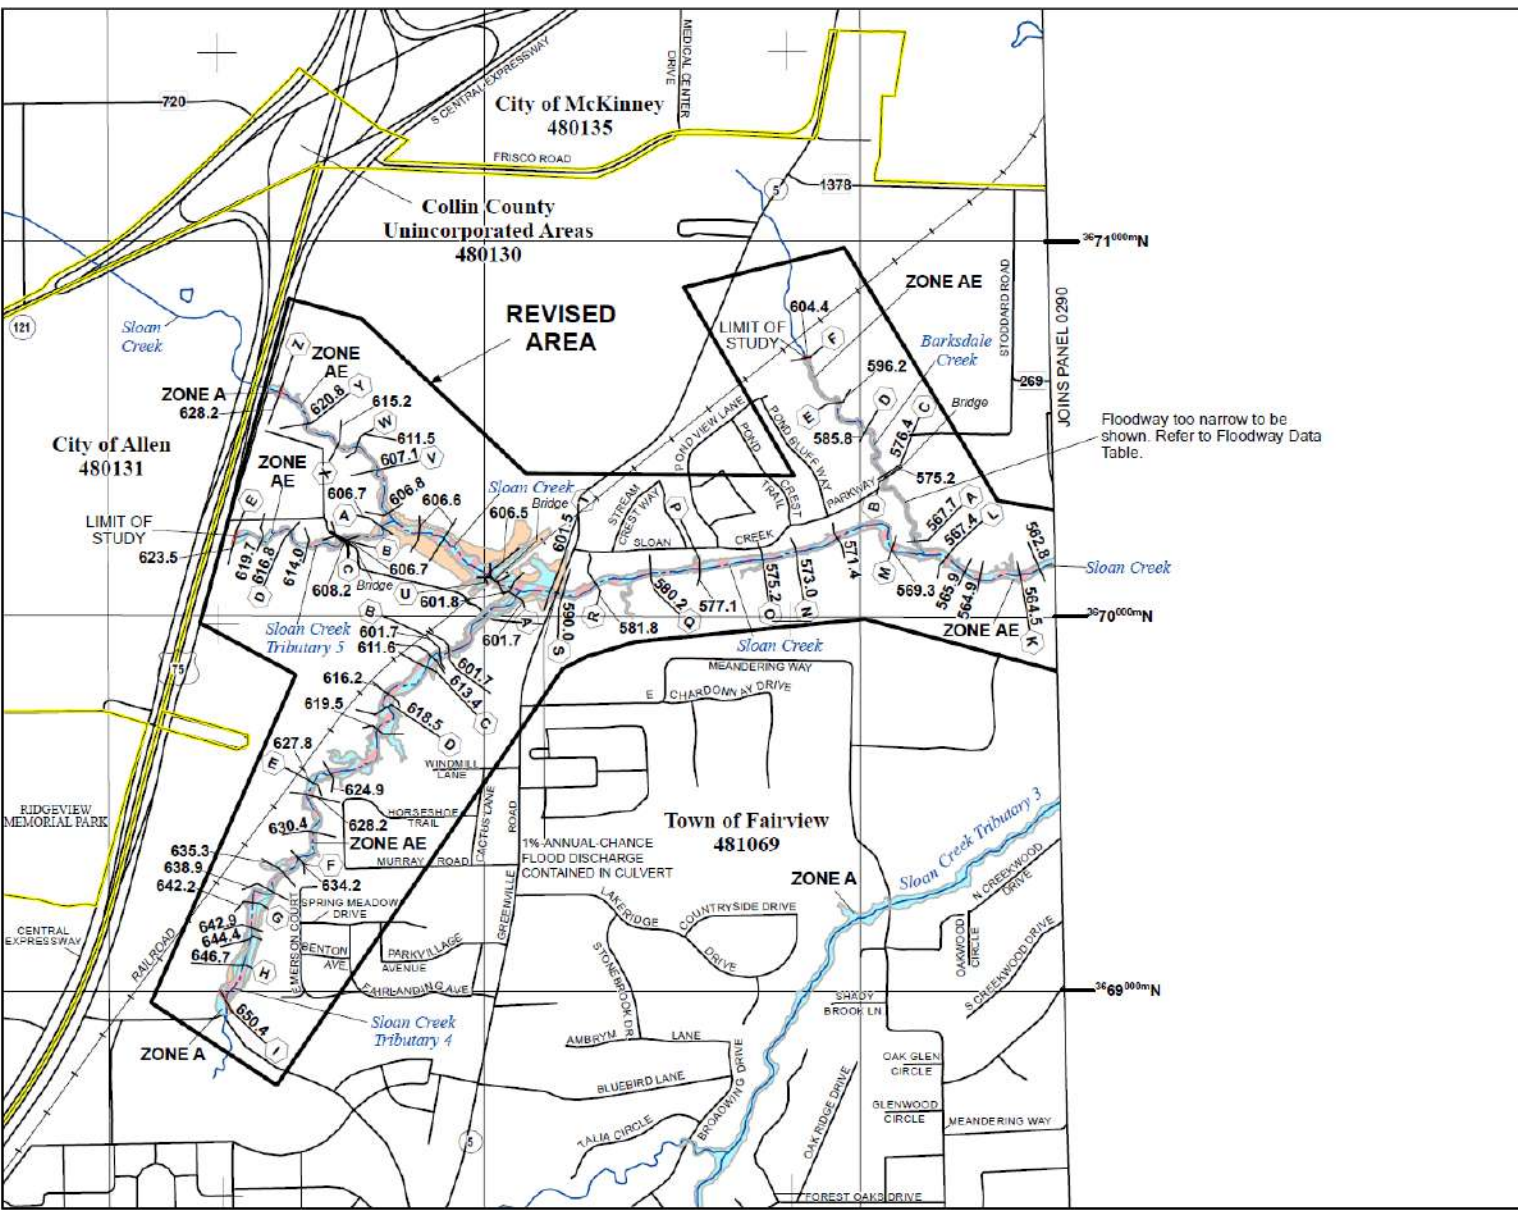 720
MEDICAL CENTER
DRIVE
S CENTRAL EXPRESSWAY
City of McKinney
480135
FRISCO ROAD
5
1378
Collin County
Unincorporated Areas
480130
3671000mN
121
Sloan
Creek
REVISED
AREA
ZONE AE
604.4
LIMIT OF
STUDY
F
STODDARD ROAD
JOINS PANEL 0290
Barksdale
Creek
596.2
Z
ZONE
AE
ZONE A
628.2
620.8
Y
615.2
W
611.5
607.1
V
City of Allen
480131
ZONE
AE
X
E
606.7
606.8
606.6
A
Sloan Creek
Bridge
T
606.5
601.5
269
Bridge
D
C
E
585.8
576.4
575.2
POND VIEW LANE
POND BLUFF WAY
POND
CREST
TRAIL
PARKWAY
STREAM
CREST WAY
P
SLOAN
CREEK
B
567.7
A
567.4
L
Floodway too narrow to be
shown. Refer to Floodway Data
Table.
LIMIT OF
STUDY
623.5
619.7
616.8
614.0
D
C
B
608.2
606.7
Bridge
U
601.8
B
601.7
611.6
A
601.7
590.0
S
R
581.8
580.2
Q
577.1
575.2
O
573.0
N
571.4
M
569.3
565.9
564.9
562.8
564.5
K
Sloan Creek
ZONE AE
3670000mN
Sloan Creek
Tributary 5
Sloan Creek
75
616.2
619.5
601.7
613.4
C
618.5
D
MEANDERING WAY
E CHARDONNAY DRIVE
627.8
E
WINDMILL
LANE
624.9
HORSESHOE
TRAIL
CACTUS LANE
ROAD
628.2
630.4
ZONE AE
MURRAY ROAD
RIDGEVIEW
MEMORIAL PARK
635.3
638.9
642.2
F
634.2
Town of Fairview
481069
1%-ANNUAL-CHANCE
FLOOD DISCHARGE
CONTAINED IN CULVERT
ZONE A
Sloan Creek Tributary 3
N CREEKWOOD
DRIVE
SPRING MEADOW
DRIVE
G
EMERSON COURT
GREENVILLE
LAKERIDGE
DRIVE
COUNTRYSIDE DRIVE
642.9
644.4
646.7
H
BENTON
AVE
PARKVILLAGE
AVENUE
FAIRLANDING AVE
CENTRAL
EXPRESSWAY
RAILROAD
STONEBROOK DR
OAKWOOD
CIRCLE
S CREEKWOOD DRIVE
3669000mN
SHADY
BROOK LN
650.4
I
Sloan Creek
Tributary 4
ZONE A
AMBRYM LANE
BLUEBIRD LANE
BROADWING DRIVE
OAK GLEN
CIRCLE
OAK RIDGE DRIVE
GLENWOOD
CIRCLE
MEANDERING WAY
5
TALIA CIRCLE
FOREST OAKS DRIVE